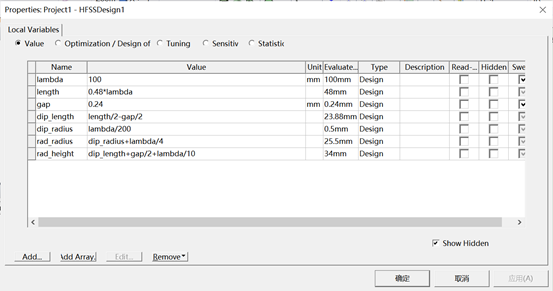 Properties: Project1 - HFSSDesign1
Local Variables
Value Optimization / Design of Tuning Sensitiv Statistic
Name Value Unit Evaluate... Type Description Read-... Hidden Swe
lambda 100 mm 100mm Design
length 0.48*lambda 48mm Design
gap 0.24 mm 0.24mm Design
dip_length length/2-gap/2 23.88mm Design
dip_radius lambda/200 0.5mm Design
rad_radius dip_radius+lambda/4 25.5mm Design
rad_height dip_length+gap/2+lambda/10 34mm Design
Show Hidden
Add... Add Array. Edit... Remove
确定 取消 应用(A)